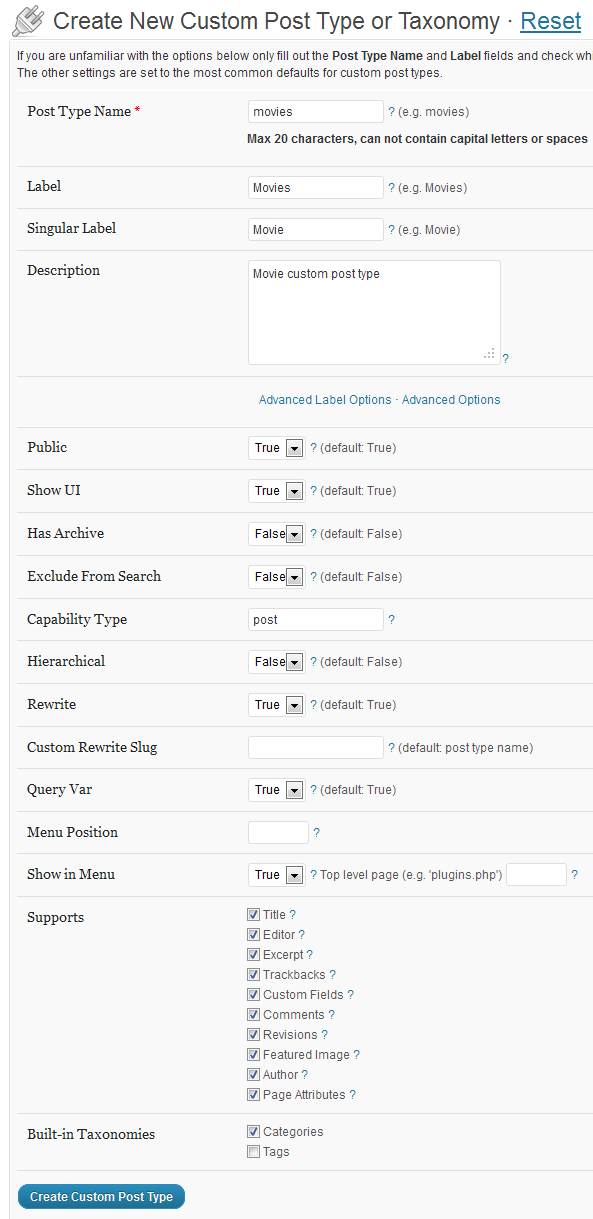 Create New Custom Post Type or Taxonomy · Reset
If you are unfamiliar with the options below only fill out the Post Type Name and Label fields and check
The other settings are set to the most common defaults for custom post types.
Post Type Name * movies ? (e.g. movies)
Max 20 characters, can not contain capital letters or spaces
Label Movies ? (e.g. Movies)
Singular Label Movie ? (e.g. Movie)
Description Movie custom post type ?
Advanced Label Options · Advanced Options
Public True ? (default: True)
Show UI True ? (default: True)
Has Archive False ? (default: False)
Exclude From Search False ? (default: False)
Capability Type post ?
Hierarchical False ? (default: False)
Rewrite True ? (default: True)
Custom Rewrite Slug ? (default: post type name)
Query Var True ? (default: True)
Menu Position ?
Show in Menu True ? Top level page (e.g. 'plugins.php') ?
Supports
Title ?
Editor ?
Excerpt ?
Trackbacks ?
Custom Fields ?
Comments ?
Revisions ?
Featured Image ?
Author ?
Page Attributes ?
Built-in Taxonomies
Categories
Tags
Create Custom Post Type